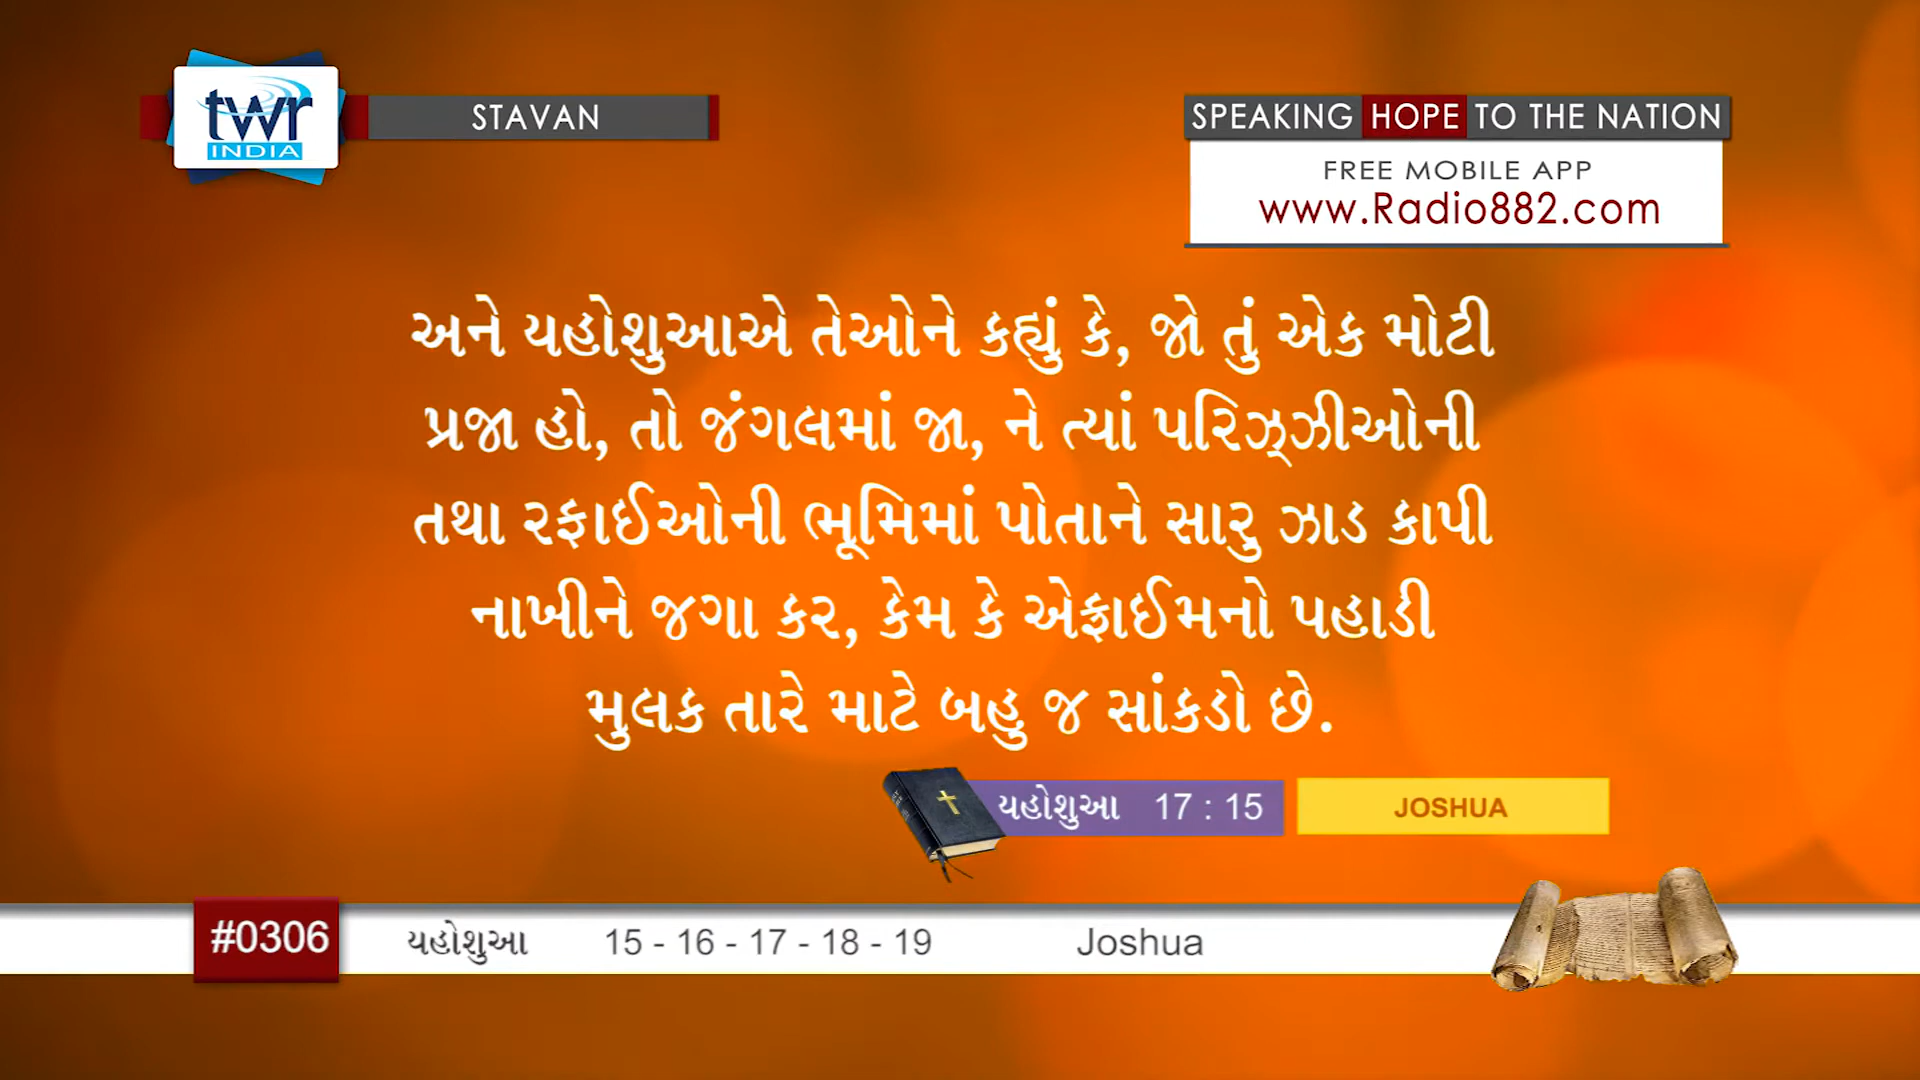 twr
INDIA
STAVAN
SPEAKING HOPE TO THE NATION
FREE MOBILE APP
www.Radio882.com
અને યહોશુઆએ તેઓને કહ્યું કે, જો તું એક મોટી
પ્રજા હો, તો જંગલમાં જા, ને ત્યાં પરિઝ્ઝીઓની
તથા રફાઈઓની ભૂમિમાં પોતાને સારુ ઝાડ કાપી
નાખીને જગા કર, કેમ કે એફ્રાઈમનો પહાડી
મુલક તારે માટે બહુ જ સાંકડો છે.
યહોશુઆ 17 : 15
JOSHUA
#0306
યહોશુઆ 15 - 16 - 17 - 18 - 19 Joshua